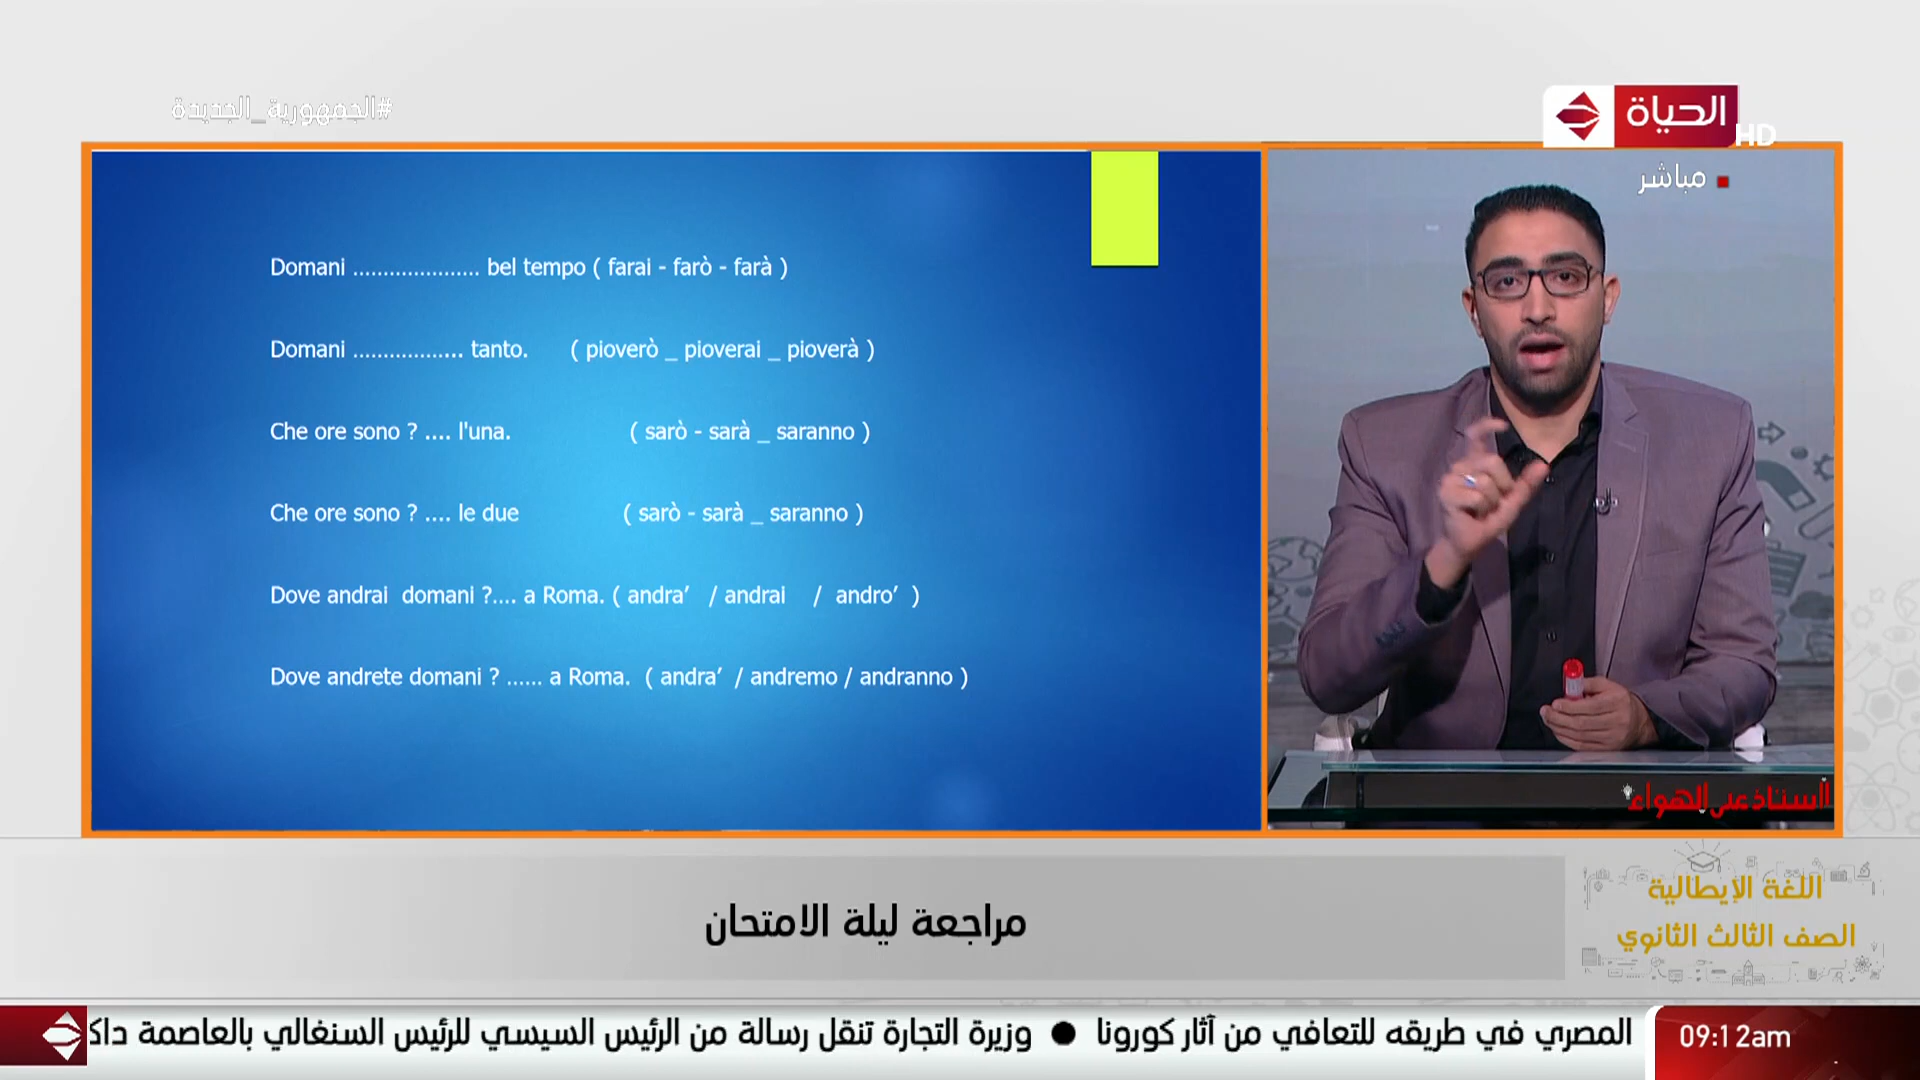 #الجمهورية_الجديدة
الحياة
HD
مباشر
Domani ..................... bel tempo ( farai - farò - farà )
Domani .................. tanto. ( pioverò _ pioverai _ pioverà )
Che ore sono ? .... l'una. ( sarò - sarà _ saranno )
Che ore sono ? .... le due ( sarò - sarà _ saranno )
Dove andrai domani ?.... a Roma. ( andra’ / andrai / andro’ )
Dove andrete domani ? ...... a Roma. ( andra’ / andremo / andranno )
أستاذ على الهواء
مراجعة ليلة الامتحان
اللغة الإيطالية
الصف الثالث الثانوي
المصري في طريقه للتعافي من آثار كورونا ● وزيرة التجارة تنقل رسالة من الرئيس السيسي للرئيس السنغالي بالعاصمة داك
09:12am